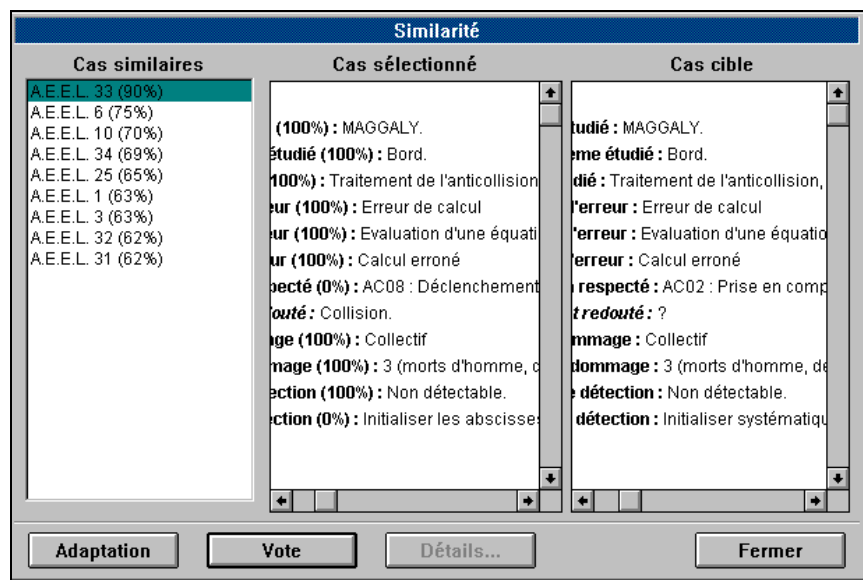 Similarité
Cas similaires
A.E.E.L. 33 (90%)
A.E.E.L. 6 (75%)
A.E.E.L. 10 (70%)
A.E.E.L. 34 (69%)
A.E.E.L. 25 (65%)
A.E.E.L. 1 (63%)
A.E.E.L. 3 (63%)
A.E.E.L. 32 (62%)
A.E.E.L. 31 (62%)
Cas sélectionné
(100%) : MAGGALY.
étudié (100%) : Bord.
100%) : Traitement de l'anticollision
eur (100%) : Erreur de calcul
eur (100%) : Evaluation d'une équati
ur (100%) : Calcul erroné
pecté (0%) : AC08 : Déclenchement
outé : Collision.
age (100%) : Collectif
mage (100%) : 3 (morts d'homme, d
ection (100%) : Non détectable.
ection (0%) : Initialiser les abscisse
Cas cible
tudié : MAGGALY.
eme étudié : Bord.
dié : Traitement de l'anticollision,
l'erreur : Erreur de calcul
'erreur : Evaluation d'une équatio
'erreur : Calcul erroné
respecté : AC02 : Prise en comp
t redouté : ?
mmage : Collectif
dommage : 3 (morts d'homme, de
détection : Non détectable.
détection : Initialiser systématiqu
Adaptation
Vote
Détails...
Fermer